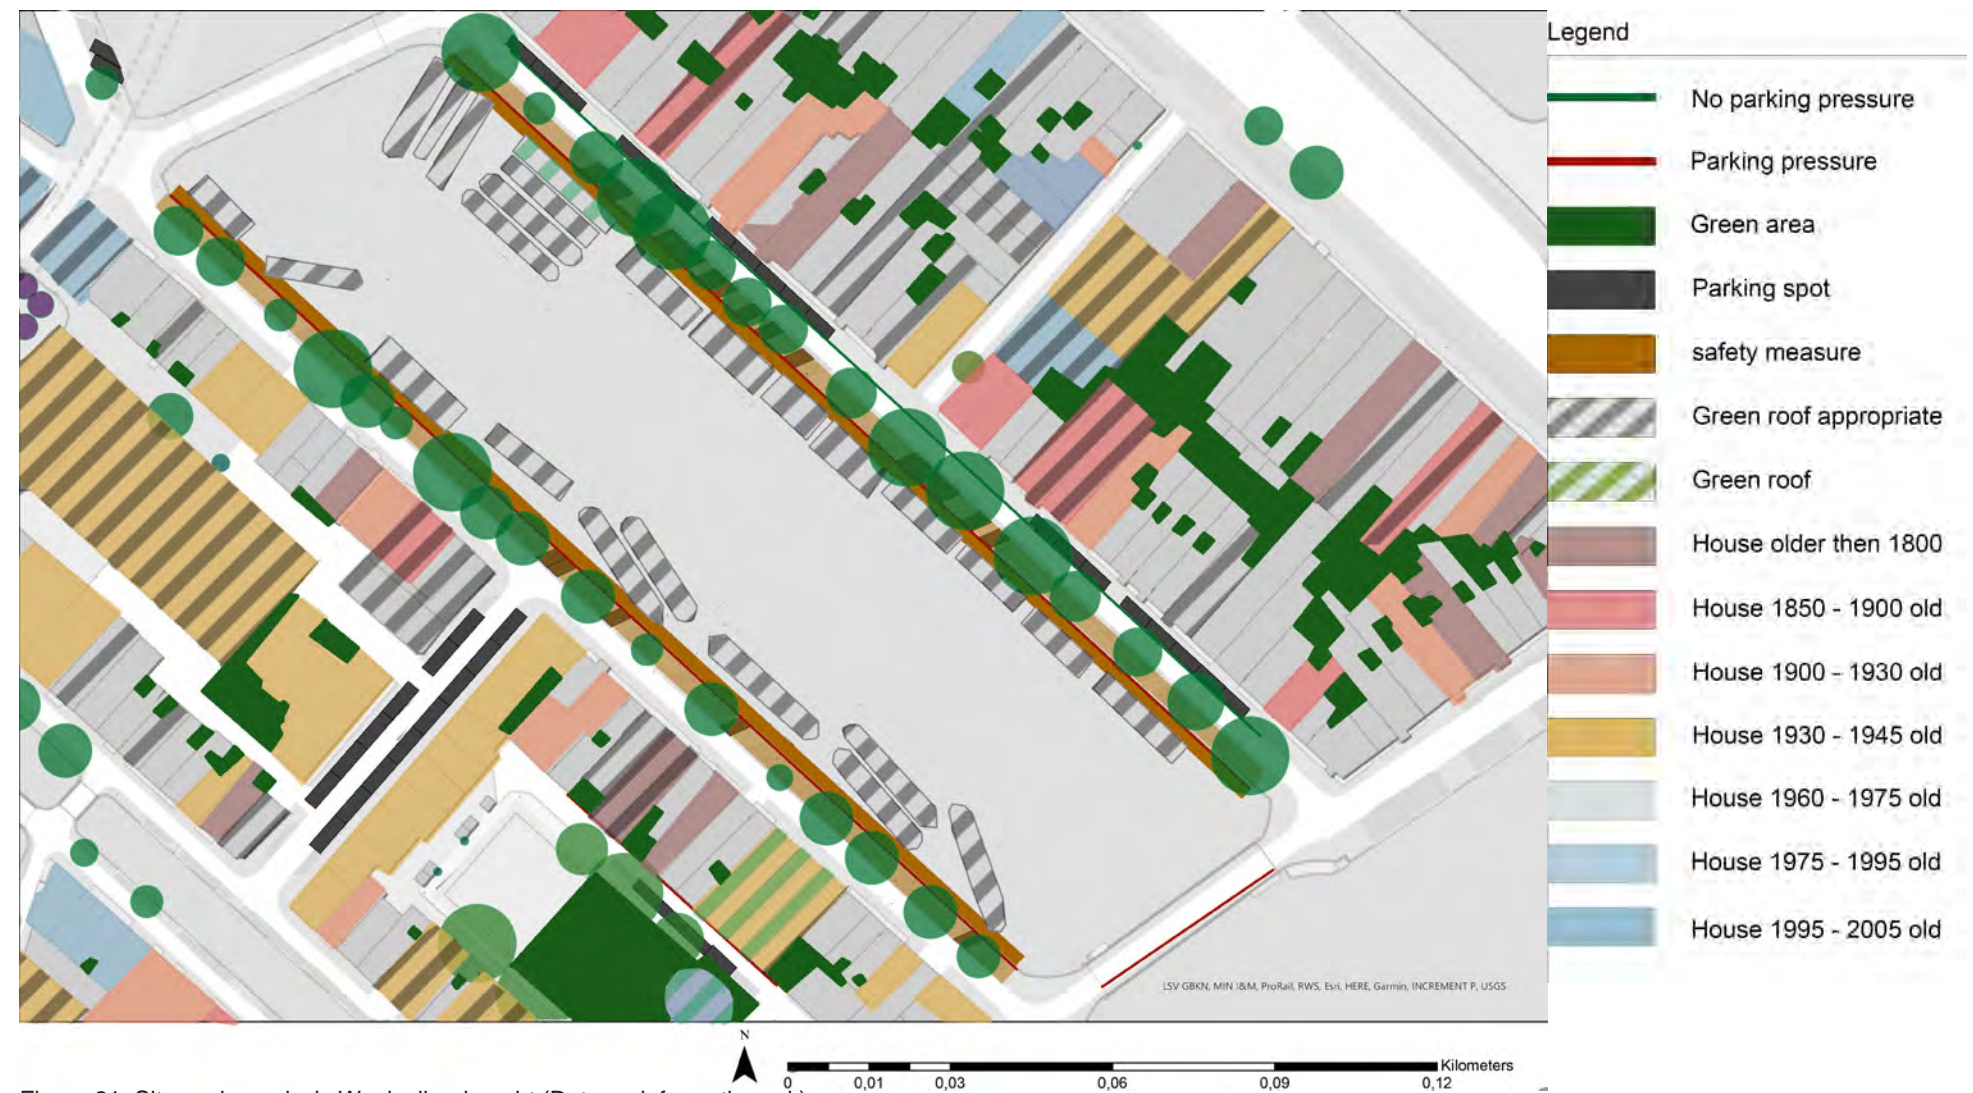 Legend
No parking pressure
Parking pressure
Green area
Parking spot
safety measure
Green roof appropriate
Green roof
House older then 1800
House 1850 - 1900 old
House 1900 - 1930 old
House 1930 - 1945 old
House 1960 - 1975 old
House 1975 - 1995 old
House 1995 - 2005 old
LSV GBKN, MIN I&M, ProRail, RWS, Esri, HERE, Garmin, INCREMENT P, USGS
N
Kilometers
0 0,01 0,03 0,06 0,09 0,12